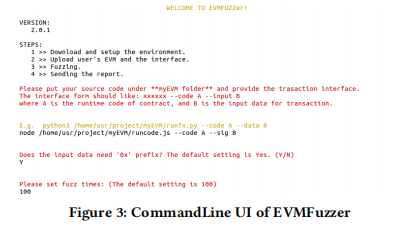 WELCOME TO EVMFUZZer!
VERSION:
2.0.1
STEPS:
1 >> Download and setup the environment.
2 >> Upload user's EVM and the interface.
3 >> Fuzzing.
4 >> Sending the report.
Please put your source code under **myEVM folder** and provide the trasaction interface.
The interface form should like: xxxxxx --code A --input B
where A is the runtime code of contract, and B is the input data for transaction.
E.g. python3 /home/usr/project/myEVM/runTx.py --code A --data B
node /home/usr/project/myEVM/runcode.js --code A --sig B
Does the input data need '0x' prefix? The default setting is Yes. (Y/N)
Y
Please set fuzz times: (The default setting is 100)
100
Figure 3: CommandLine UI of EVMFuzzer